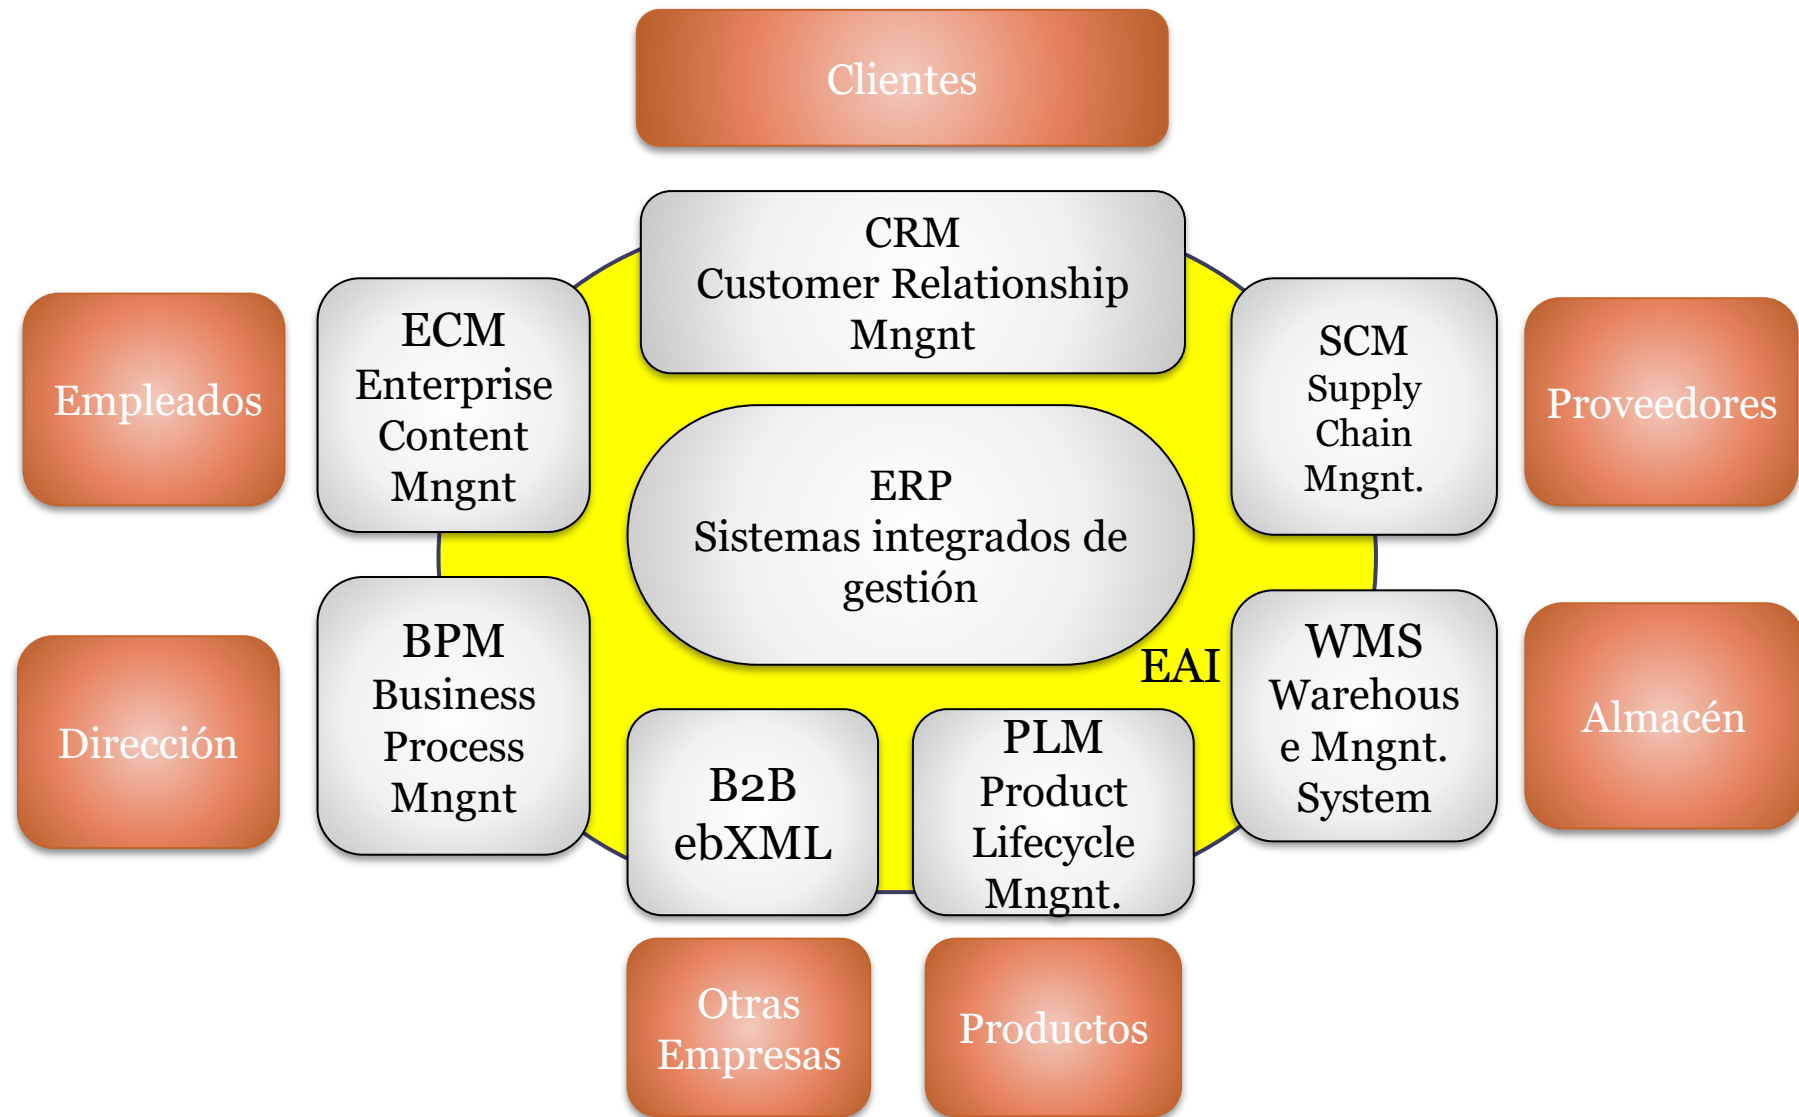 Clientes
CRM
Customer Relationship
Mngnt
Empleados
ECM
Enterprise
Content
Mngnt
SCM
Supply
Chain
Mngnt.
Proveedores
ERP
Sistemas integrados de
gestión
Dirección
BPM
Business
Process
Mngnt
EAI
WMS
Warehous
e Mngnt.
System
Almacén
B2B
ebXML
PLM
Product
Lifecycle
Mngnt.
Otras
Empresas
Productos